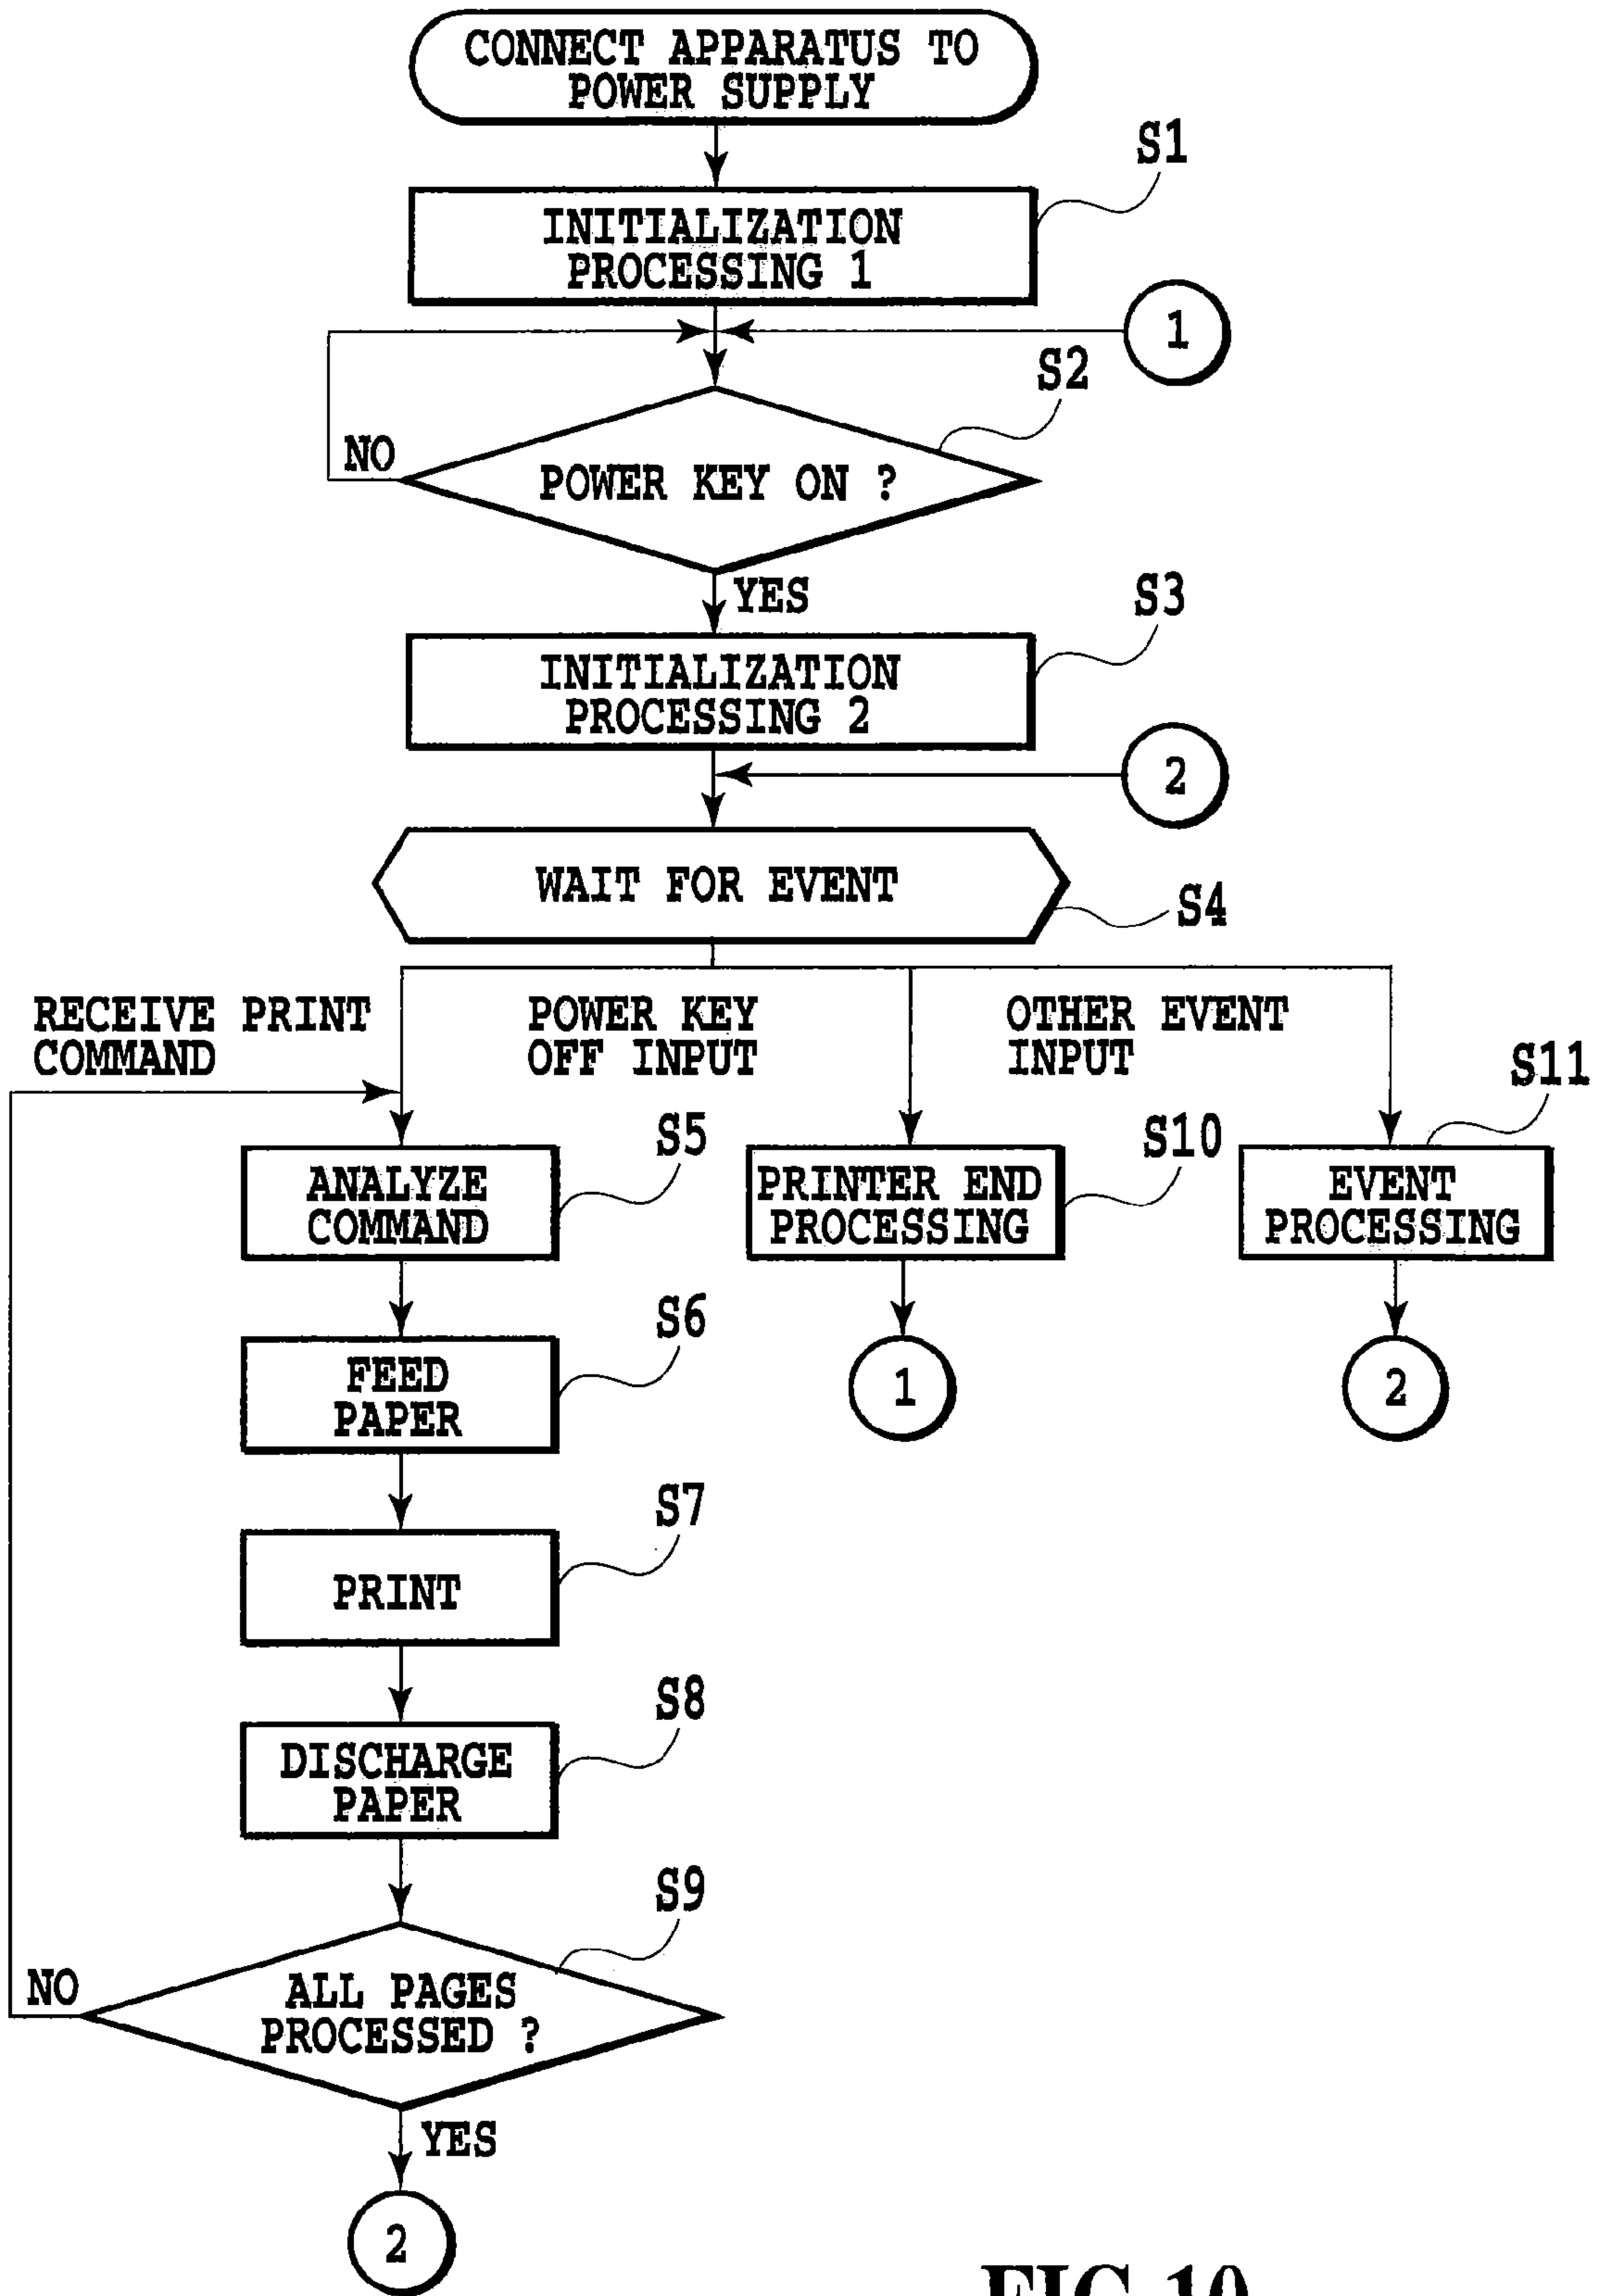 CONNECT APPARATUS TO
POWER SUPPLY
S1
INITIALIZATION
PROCESSING 1
1
S2
NO
POWER KEY ON ?
YES
S3
INITIALIZATION
PROCESSING 2
2
WAIT FOR EVENT
S4
RECEIVE PRINT
COMMAND
POWER KEY
OFF INPUT
OTHER EVENT
INPUT
S5
ANALYZE
COMMAND
S10
PRINTER END
PROCESSING
S11
EVENT
PROCESSING
S6
FEED
PAPER
1
2
S7
PRINT
S8
DISCHARGE
PAPER
S9
NO
ALL PAGES
PROCESSED ?
YES
2
FIG.10